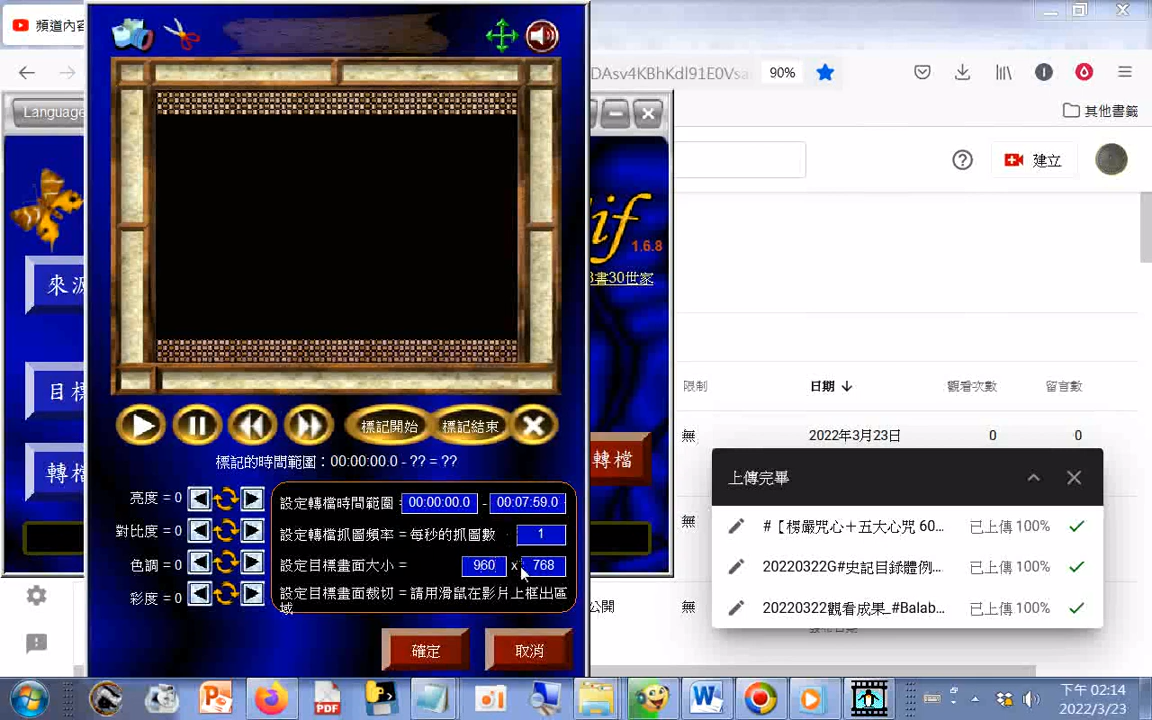 頻道內容
DAsv4KBhKdl91E0Vsa
90%
Language
其他書籤
建立
if
1.6.8
書30世家
來源
目標
轉檔
轉檔
標記開始
標記結束
標記的時間範圍：00:00:00.0 - ?? = ??
亮度 = 0
對比度 = 0
色調 = 0
彩度 = 0
設定轉檔時間範圍 = 00:00:00.0 - 00:07:59.0
設定轉檔抓圖頻率 = 每秒的抓圖數 1
設定目標畫面大小 = 960 x 768
設定目標畫面裁切 = 請用滑鼠在影片上框出區域
確定
取消
限制
日期
觀看次數
留言數
無
2022年3月23日
0
0
無
公開
無
上傳完畢
#【楞嚴咒心＋五大心咒 60... 已上傳 100%
20220322G#史記目録體例... 已上傳 100%
20220322觀看成果_#Balab... 已上傳 100%
PDF
下午 02:14
2022/3/23